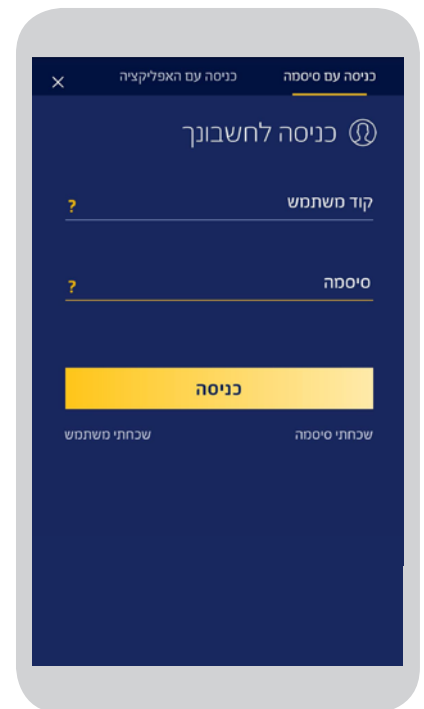 כניסה עם סיסמה כניסה עם האפליקציה ×
כניסה לחשבונך
קוד משתמש ?
סיסמה ?
כניסה
שכחתי סיסמה שכחתי משתמש